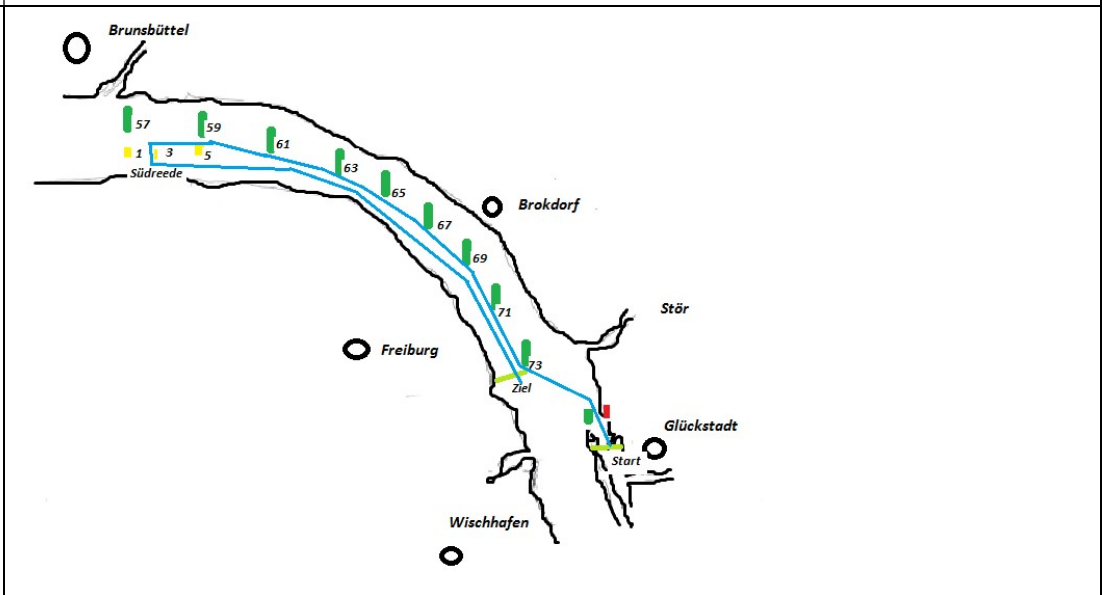 Brunsbüttel
57
59
1
3
5
61
Südreede
63
65
67
Brokdorf
69
71
Stör
Freiburg
73
Ziel
Glückstadt
Start
Wischhafen